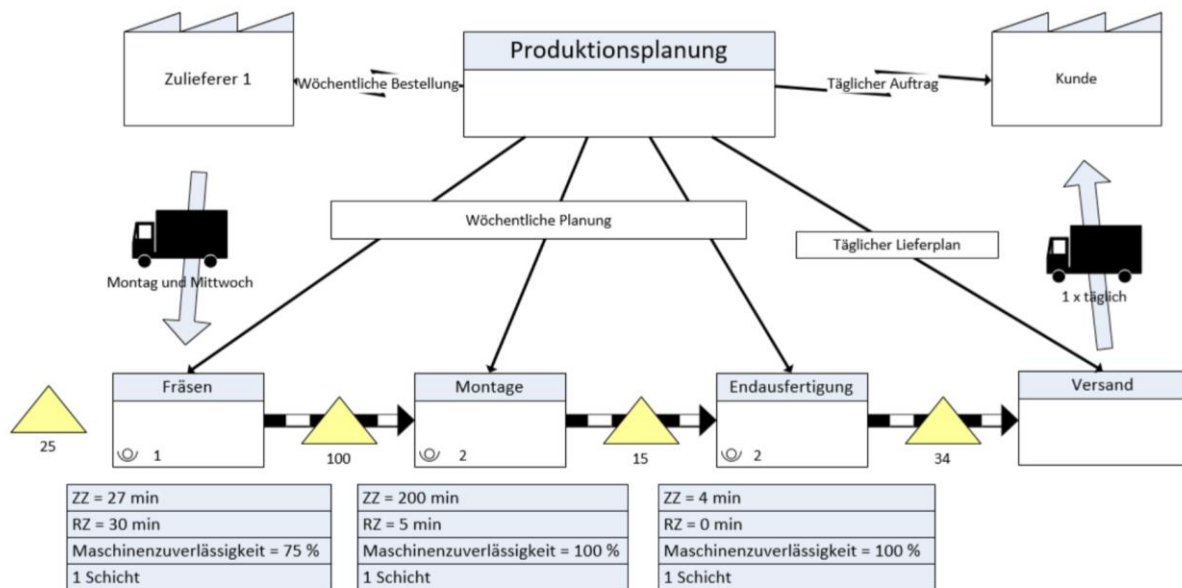 Produktionsplanung
Zulieferer 1
Wöchentliche Bestellung
Täglicher Auftrag
Kunde
Wöchentliche Planung
Täglicher Lieferplan
Montag und Mittwoch
1 x täglich
Fräsen
Montage
Endausfertigung
Versand
25
1
100
2
15
2
34
ZZ = 27 min
RZ = 30 min
Maschinenzuverlässigkeit = 75 %
1 Schicht
ZZ = 200 min
RZ = 5 min
Maschinenzuverlässigkeit = 100 %
1 Schicht
ZZ = 4 min
RZ = 0 min
Maschinenzuverlässigkeit = 100 %
1 Schicht